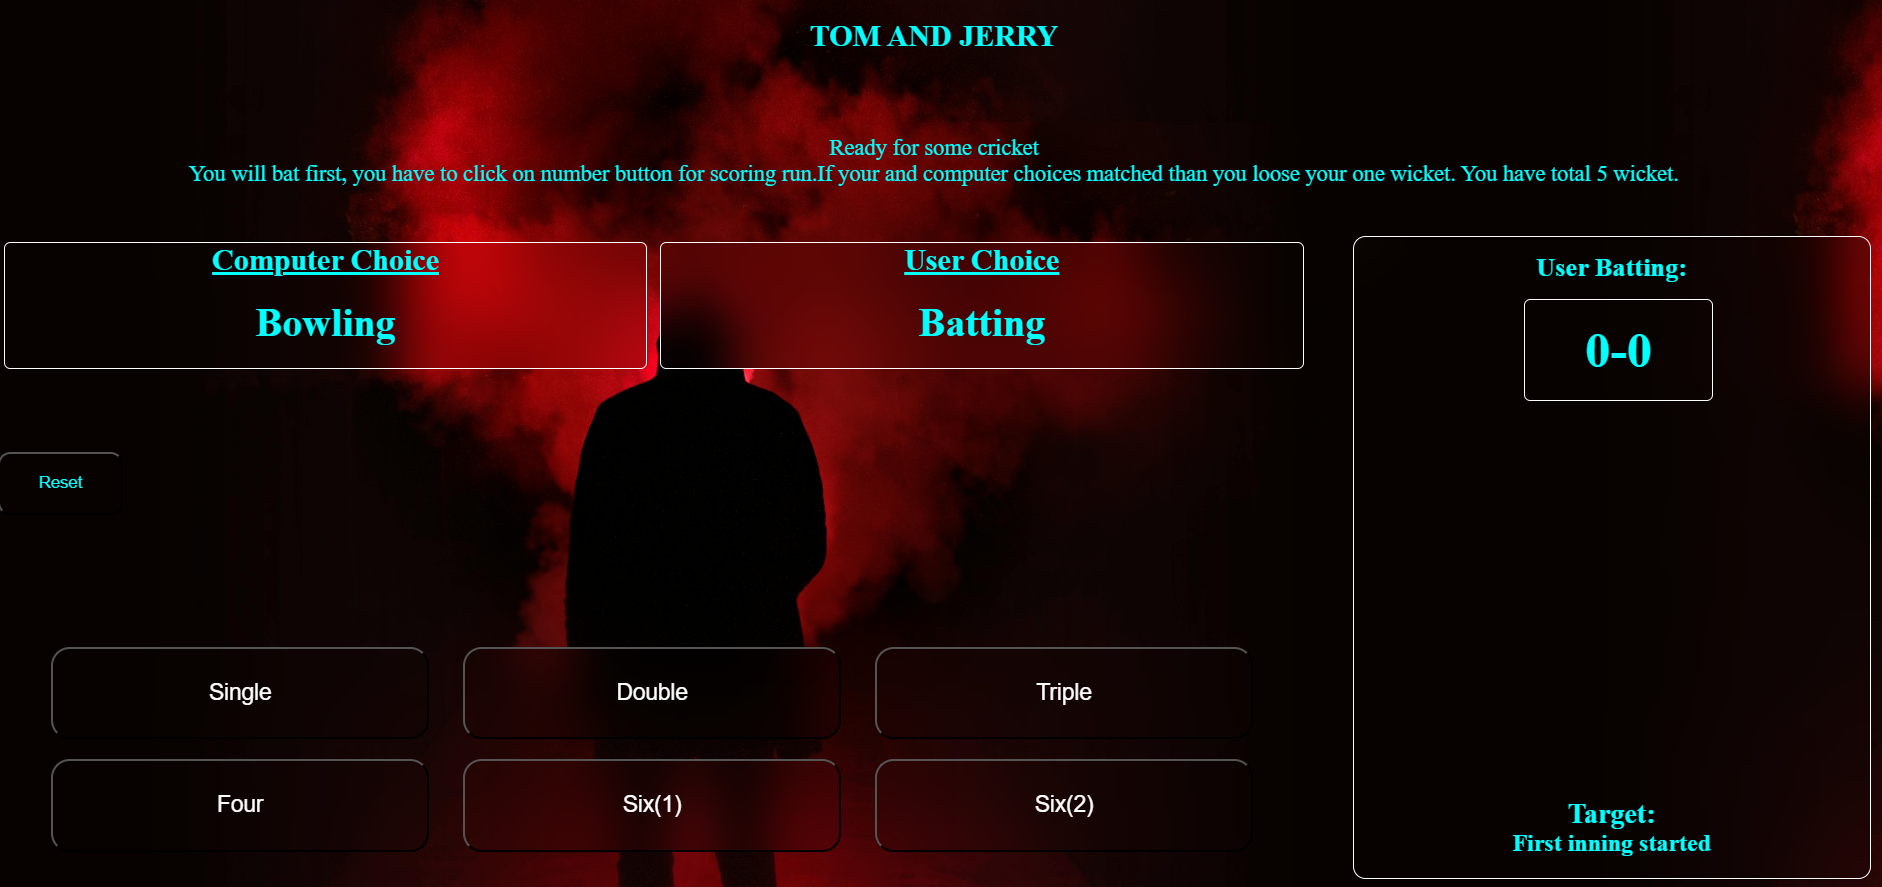 TOM AND JERRY
Ready for some cricket
You will bat first, you have to click on number button for scoring run.If your and computer choices matched than you loose your one wicket. You have total 5 wicket.
Computer Choice
Bowling
User Choice
Batting
User Batting:
0-0
Reset
Single
Double
Triple
Four
Six(1)
Six(2)
Target:
First inning started